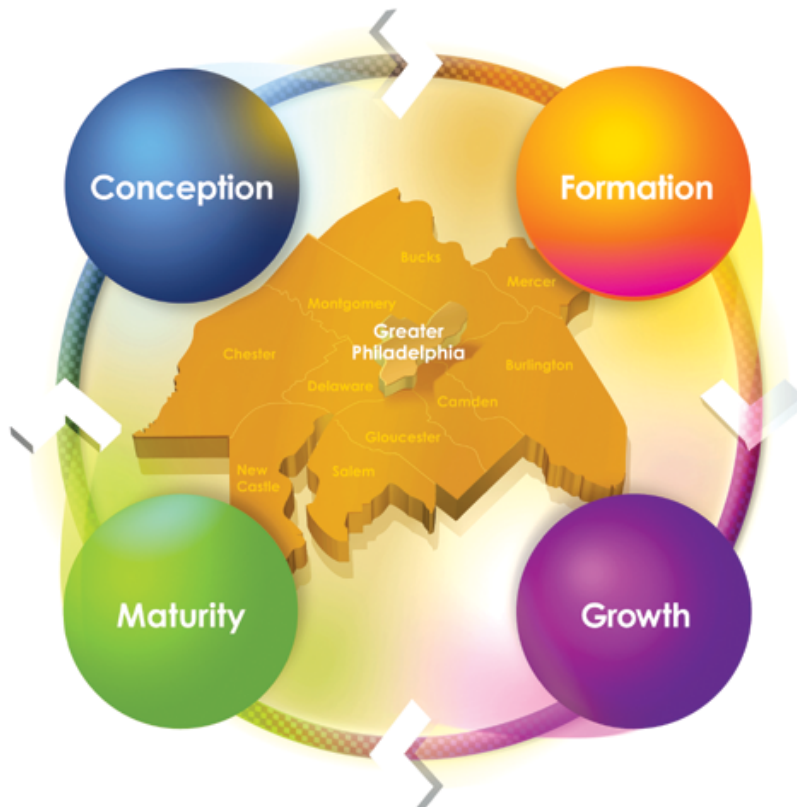 Conception
Formation
Bucks
Mercer
Montgomery
Greater
Philadelphia
Chester
Burlington
Delaware
Camden
Gloucester
New
Castle
Salem
Maturity
Growth